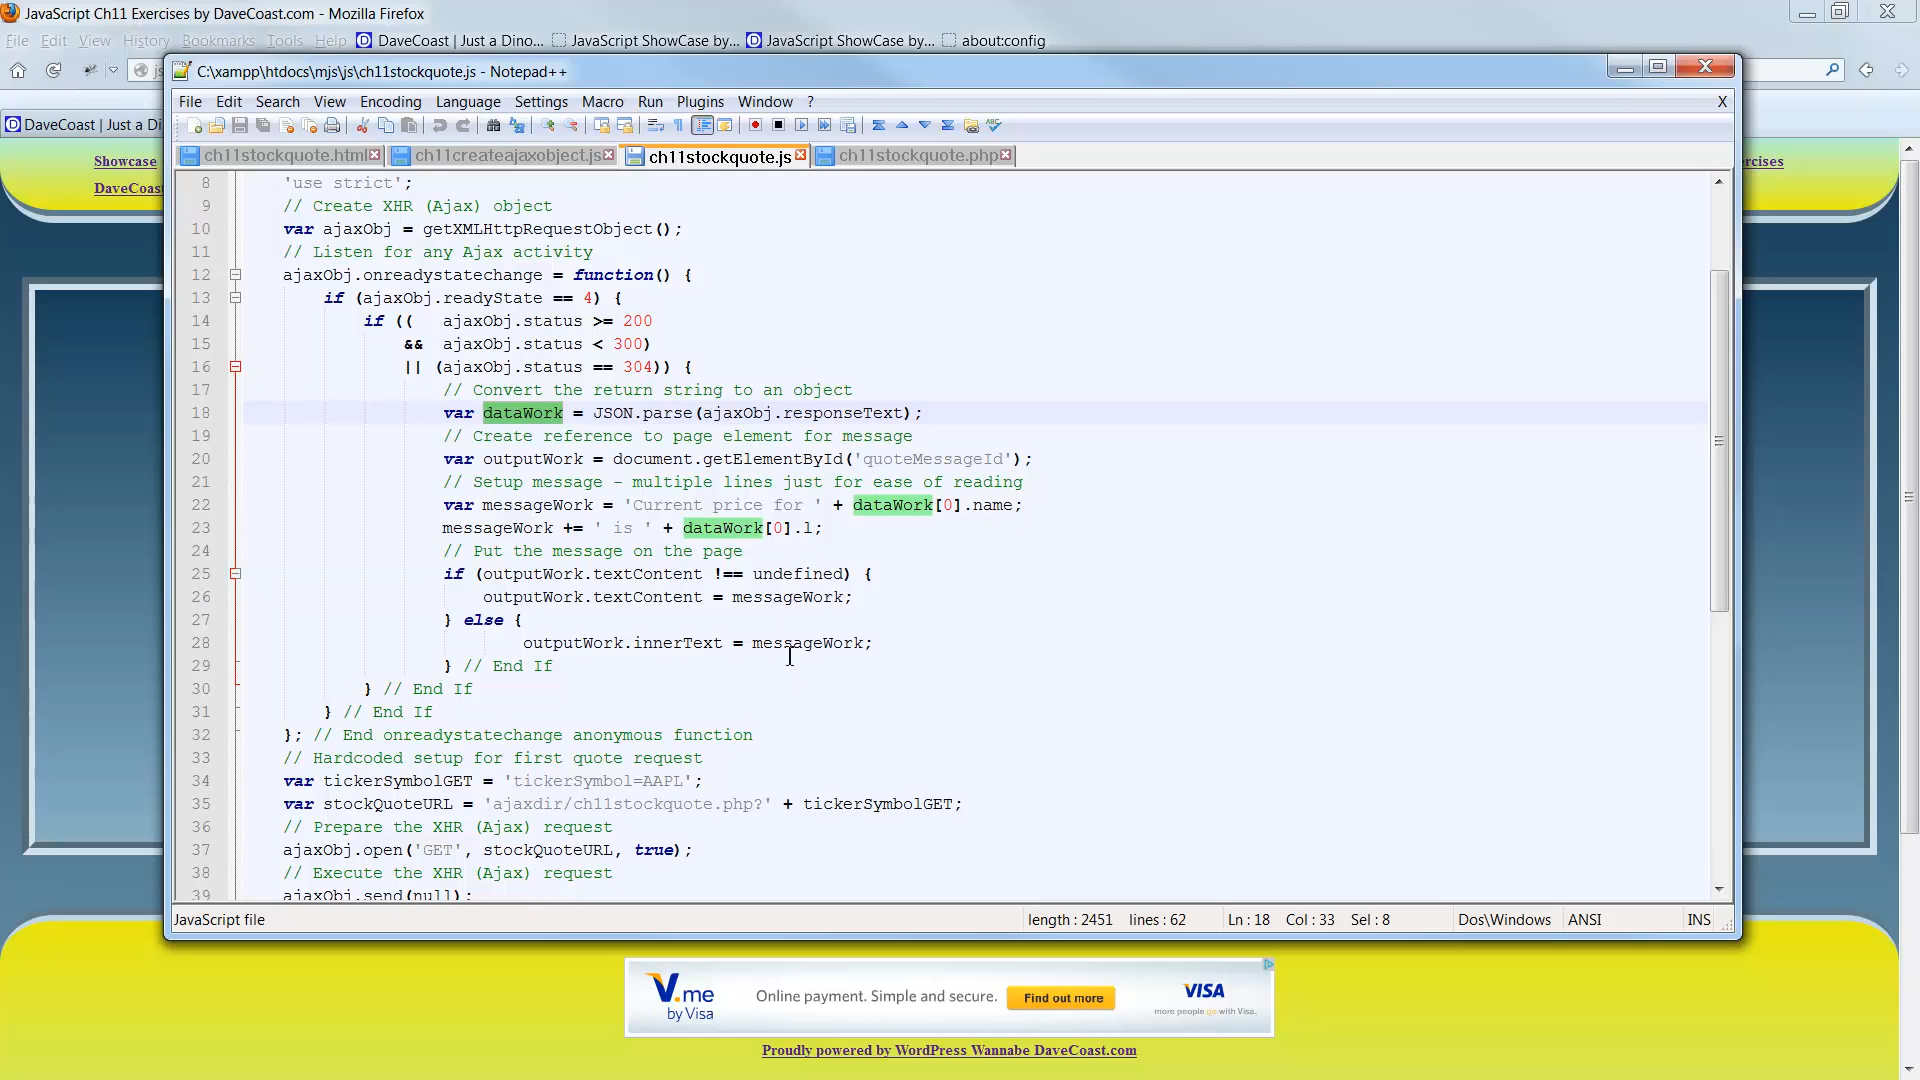 JavaScript Ch11 Exercises by DaveCoast.com - Mozilla Firefox
File Edit View History Bookmarks Tools Help DaveCoast | Just a Dino... JavaScript ShowCase by... JavaScript ShowCase by... about:config
C:\xampp\htdocs\mjs\js\ch11stockquote.js - Notepad++
File Edit Search View Encoding Language Settings Macro Run Plugins Window ? X
DaveCoast | Just a Di
ch11stockquote.html ch11createajaxobject.js ch11stockquote.js ch11stockquote.php
Showcase
DaveCoas
ercises
8 'use strict';
9 // Create XHR (Ajax) object
10 var ajaxObj = getXMLHttpRequestObject();
11 // Listen for any Ajax activity
12 ajaxObj.onreadystatechange = function() {
13 if (ajaxObj.readyState == 4) {
14 if (( ajaxObj.status >= 200
15 && ajaxObj.status < 300)
16 || (ajaxObj.status == 304)) {
17 // Convert the return string to an object
18 var dataWork = JSON.parse(ajaxObj.responseText);
19 // Create reference to page element for message
20 var outputWork = document.getElementById('quoteMessageId');
21 // Setup message - multiple lines just for ease of reading
22 var messageWork = 'Current price for ' + dataWork[0].name;
23 messageWork += ' is ' + dataWork[0].l;
24 // Put the message on the page
25 if (outputWork.textContent !== undefined) {
26 outputWork.textContent = messageWork;
27 } else {
28 outputWork.innerText = messageWork;
29 } // End If
30 } // End If
31 } // End If
32 }; // End onreadystatechange anonymous function
33 // Hardcoded setup for first quote request
34 var tickerSymbolGET = 'tickerSymbol=AAPL';
35 var stockQuoteURL = 'ajaxdir/ch11stockquote.php?' + tickerSymbolGET;
36 // Prepare the XHR (Ajax) request
37 ajaxObj.open('GET', stockQuoteURL, true);
38 // Execute the XHR (Ajax) request
39 ajaxObj.send(null);
JavaScript file length : 2451 lines : 62 Ln : 18 Col : 33 Sel : 8 Dos\Windows ANSI INS
V.me by Visa Online payment. Simple and secure. Find out more VISA
more people go with Visa.
Proudly powered by WordPress Wannabe DaveCoast.com